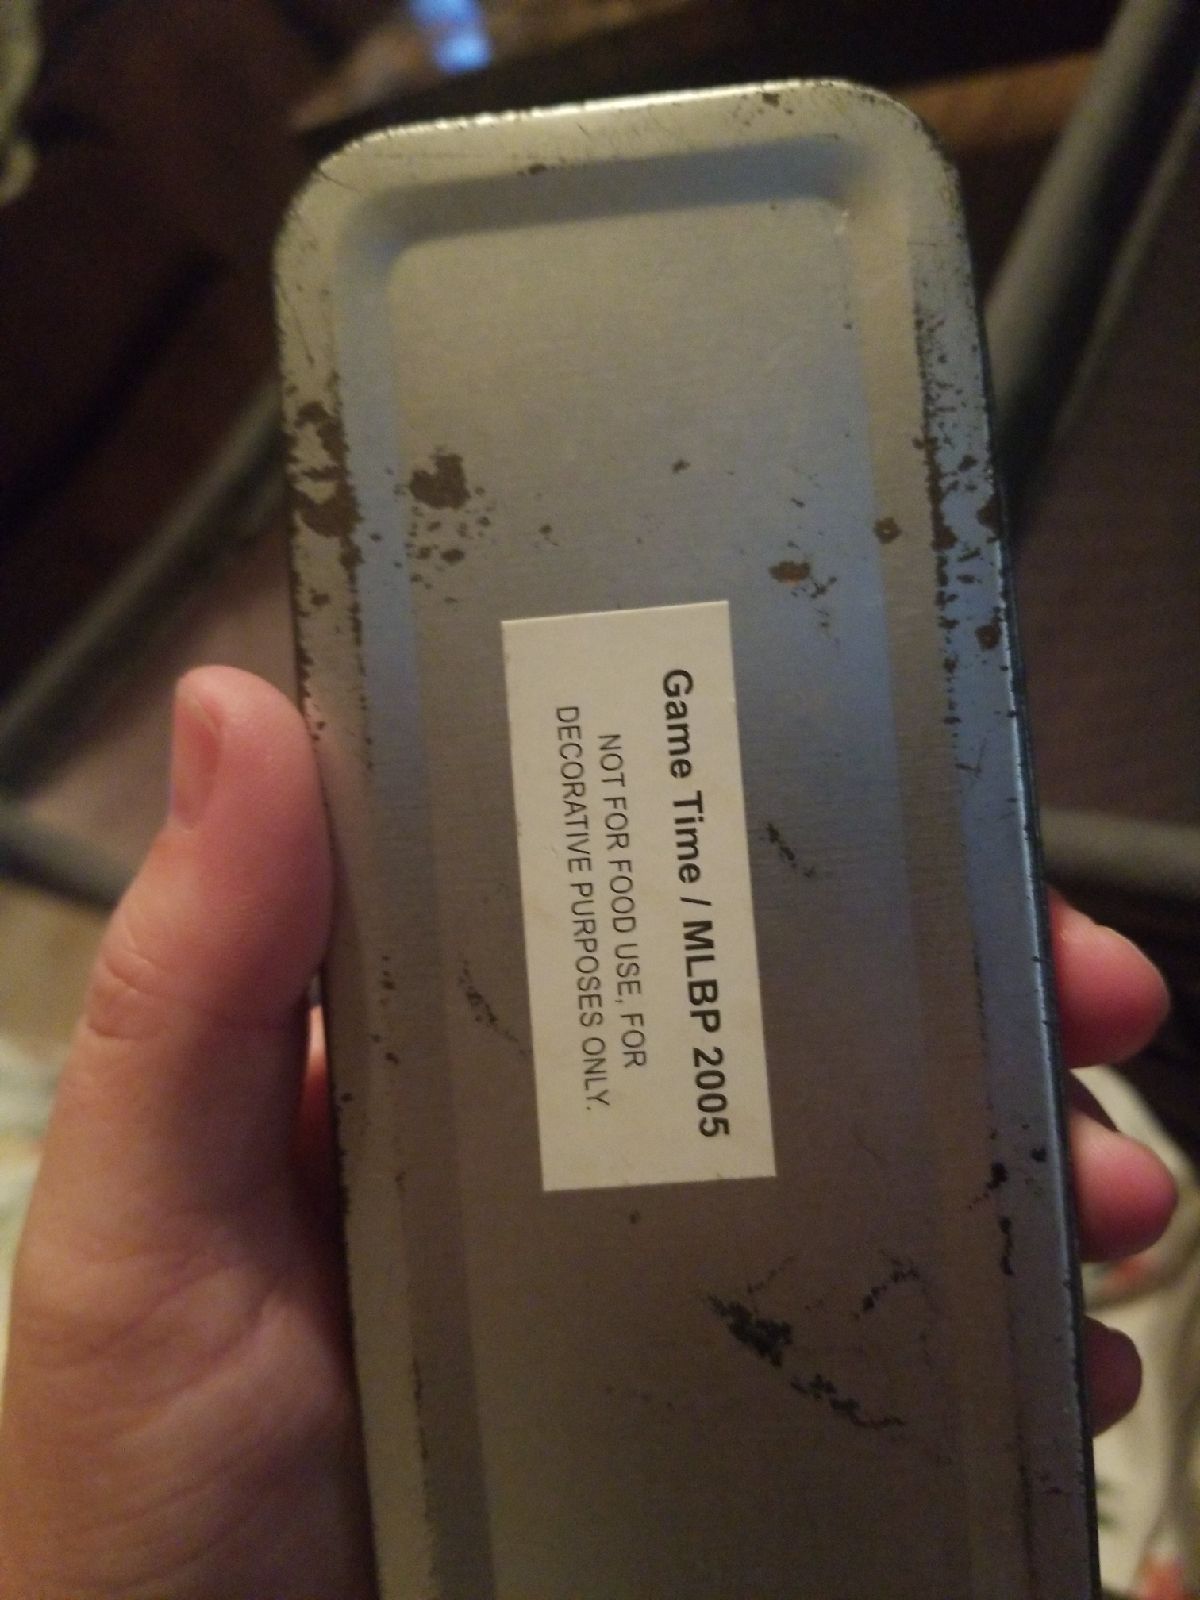 Game Time / MLBP 2005
NOT FOR FOOD USE, FOR
DECORATIVE PURPOSES ONLY.